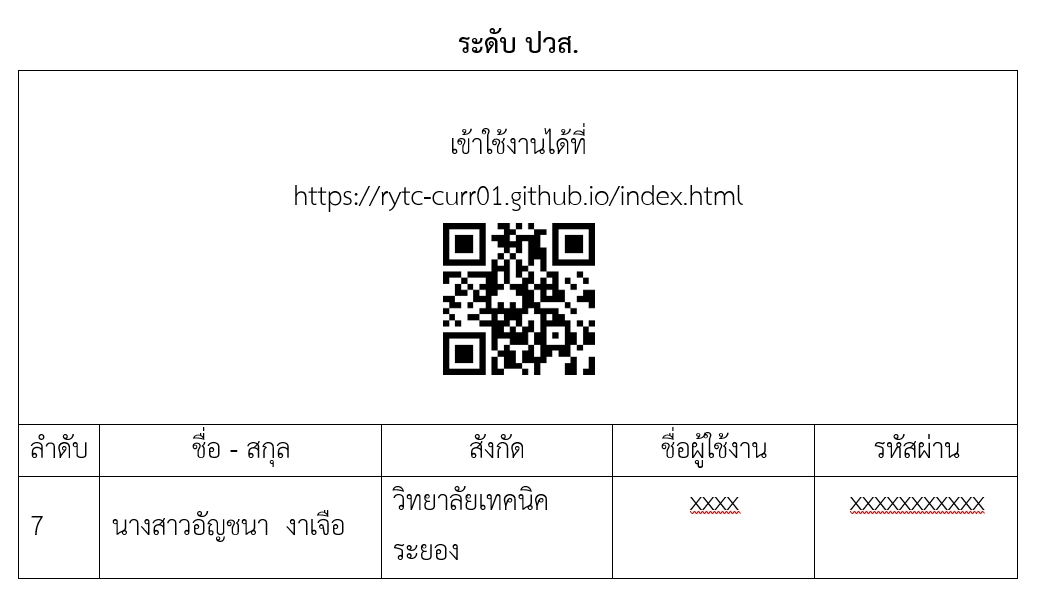 ระดับ ปวส.
เข้าใช้งานได้ที่
https://rytc-curr01.github.io/index.html
ลำดับ ชื่อ - สกุล สังกัด ชื่อผู้ใช้งาน รหัสผ่าน
7 นางสาวอัญชนา งาเจือ วิทยาลัยเทคนิค xxxx xxxxxxxxxxx
ระยอง